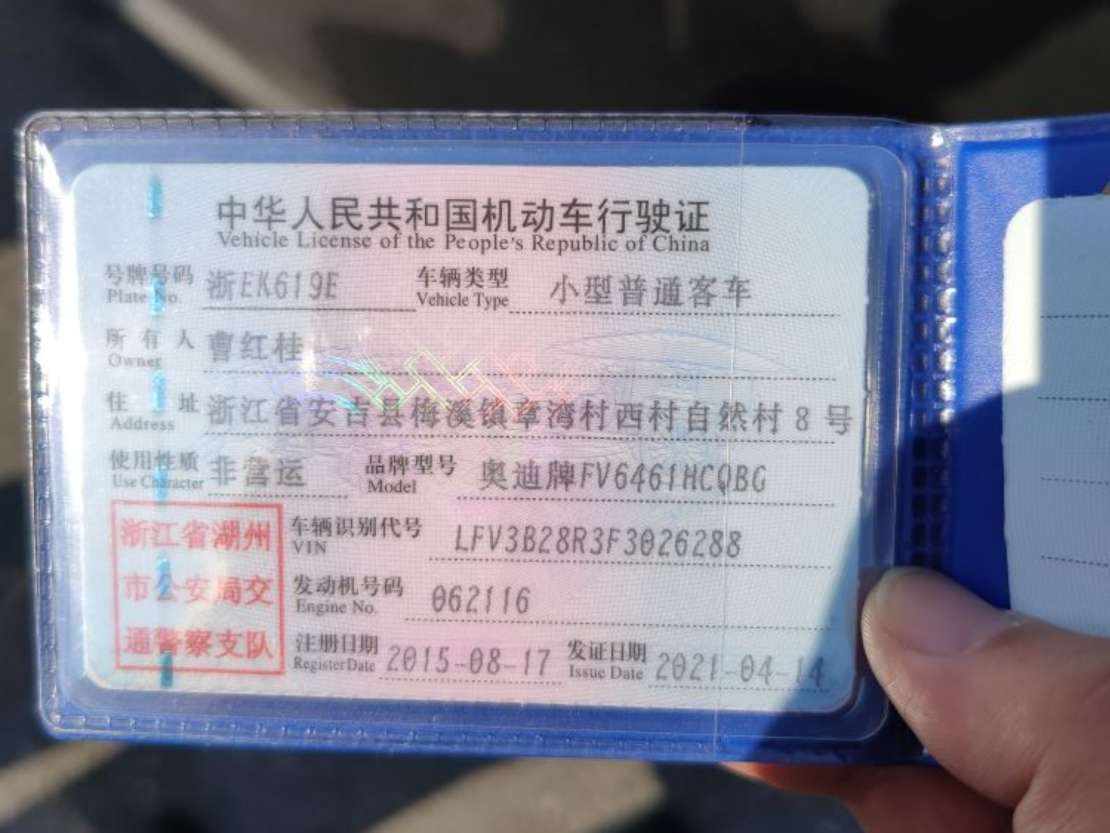 中华人民共和国机动车行驶证
Vehicle License of the People's Republic of China
号牌号码 浙EK619E 车辆类型 小型普通客车
Plate No. Vehicle Type
所有人 曹红桂
Owner
住址 浙江省安吉县梅溪镇章湾村西村自然村8号
Address
使用性质 非营运 品牌型号 奥迪牌FV6461HCQBG
Use Character Model
浙江省湖州
市公安局交
通警察支队
车辆识别代号 LFV3B28R3F3026288
VIN
发动机号码 062116
Engine No.
注册日期 2015-08-17 发证日期 2021-04-14
Register Date Issue Date